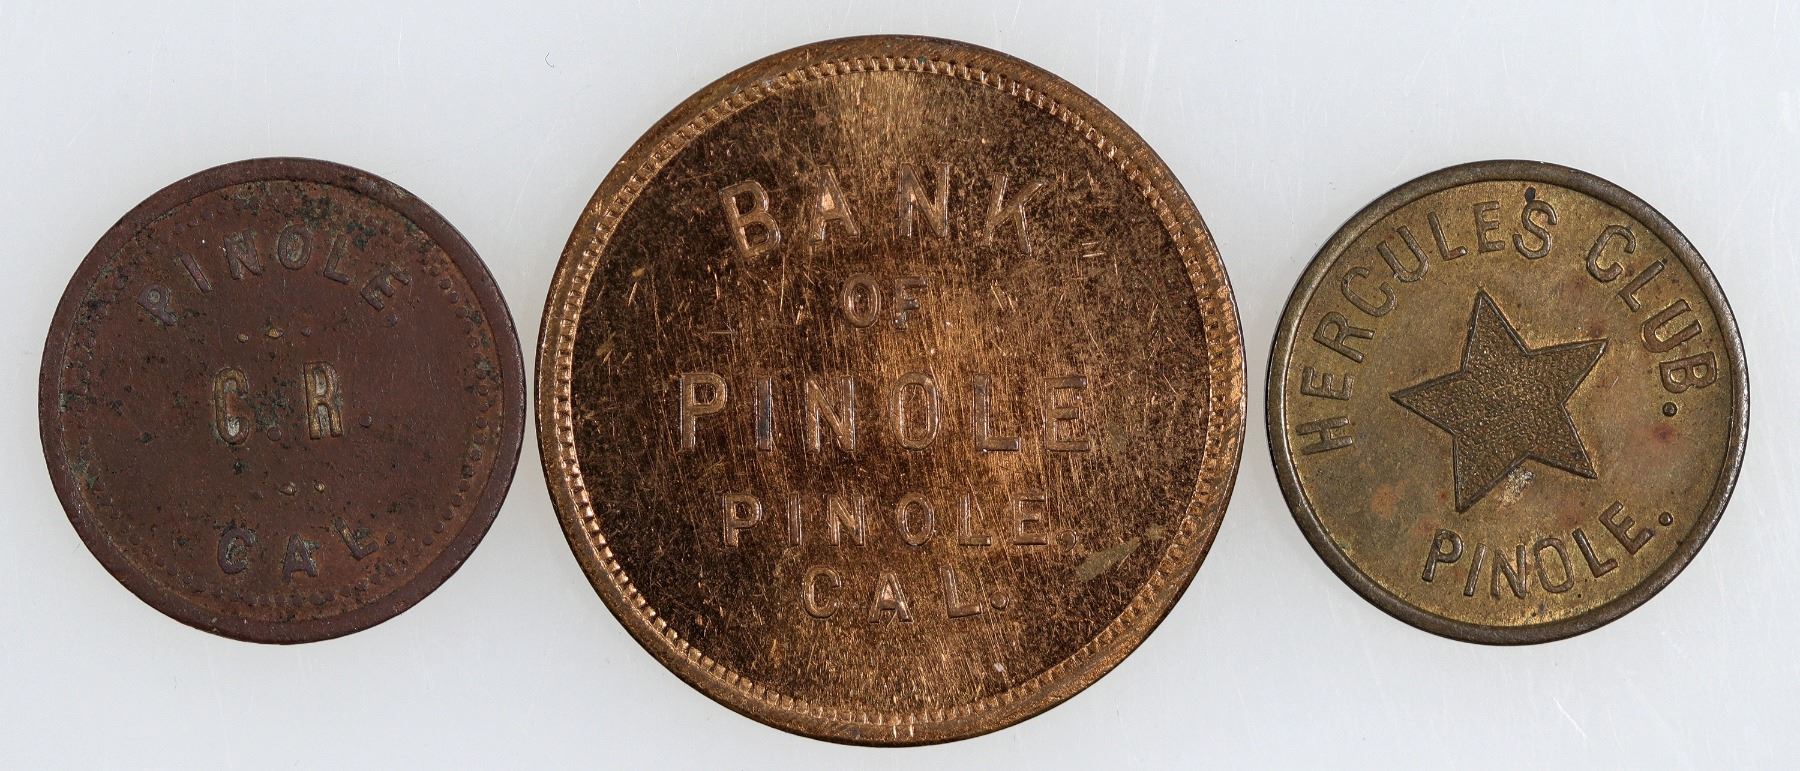 PINOLE
C.R.
CAL.
BANK
OF
PINOLE
PINOLE,
CAL.
HERCULES CLUB.
PINOLE.